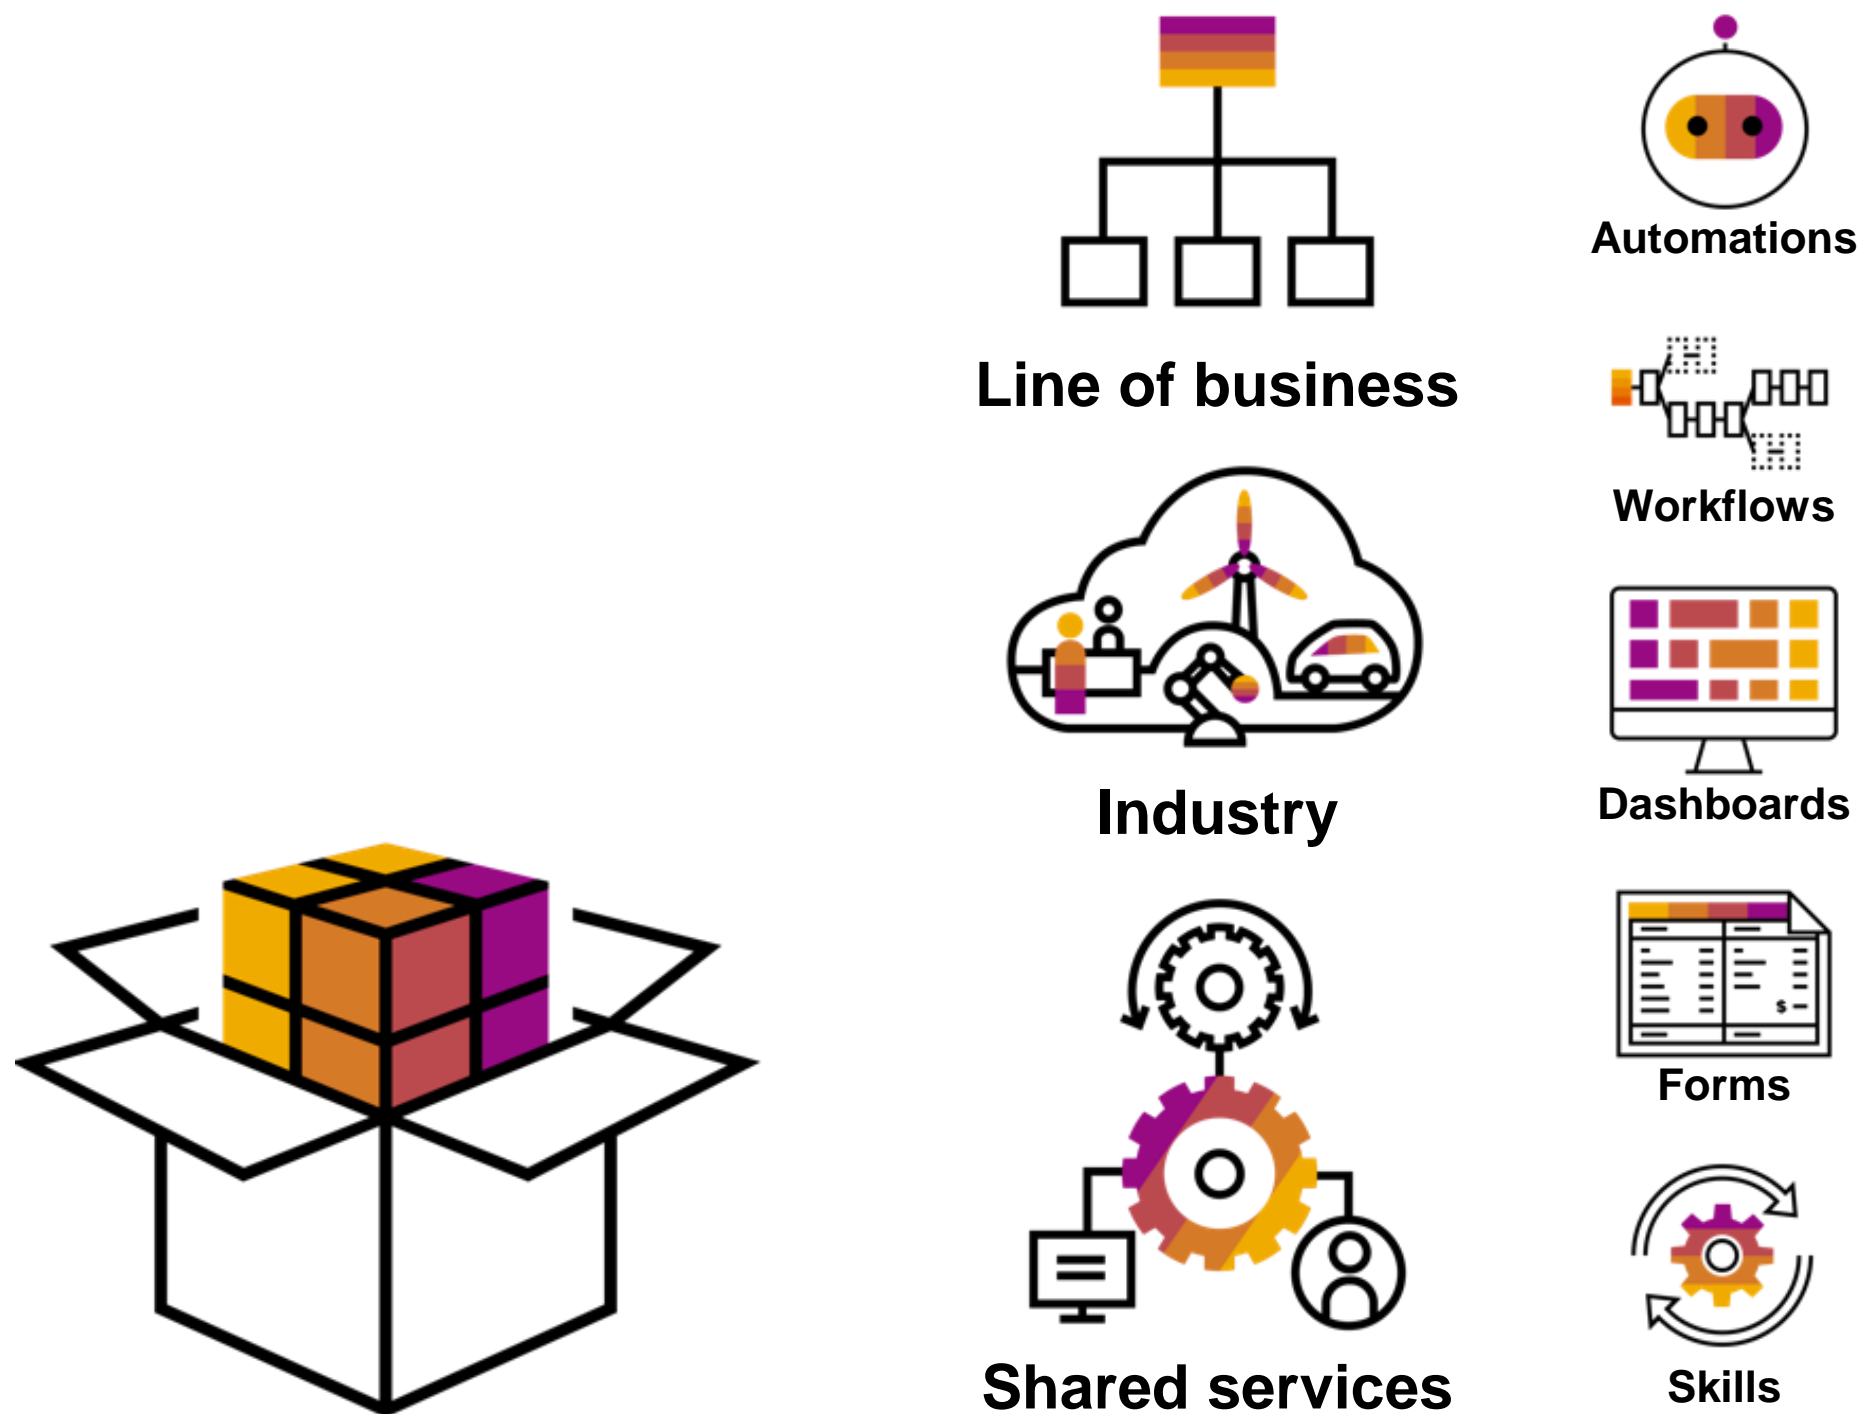 Line of business
Industry
Shared services
Automations
Workflows
Dashboards
$
Forms
Skills